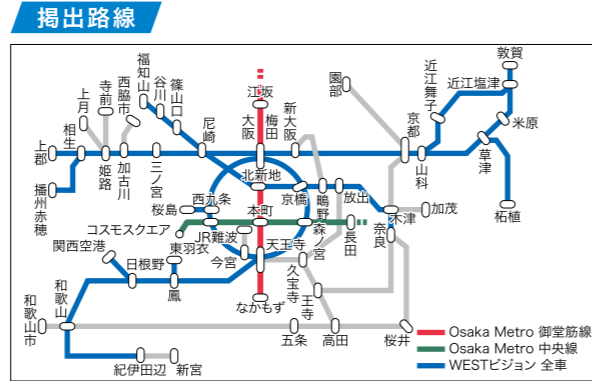 掲出路線
敦賀
近江塩津
近江舞子
米原
草津
柘植
山科
京都
園部
新大阪
江坂
梅田
大阪
尼崎
篠山口
谷川
福知山
西脇市
寺前
上月
相生
上郡
播州赤穂
姫路
加古川
三ノ宮
北新地
京橋
鴫野
放出
木津
加茂
奈良
西九条
桜島
本町
森ノ宮
長田
コスモスクエア
JR難波
東羽衣
今宮
天王寺
久宝寺
王寺
関西空港
日根野
鳳
なかもず
和歌山市
和歌山
五条
高田
桜井
紀伊田辺
新宮
Osaka Metro 御堂筋線
Osaka Metro 中央線
WESTビジョン 全車